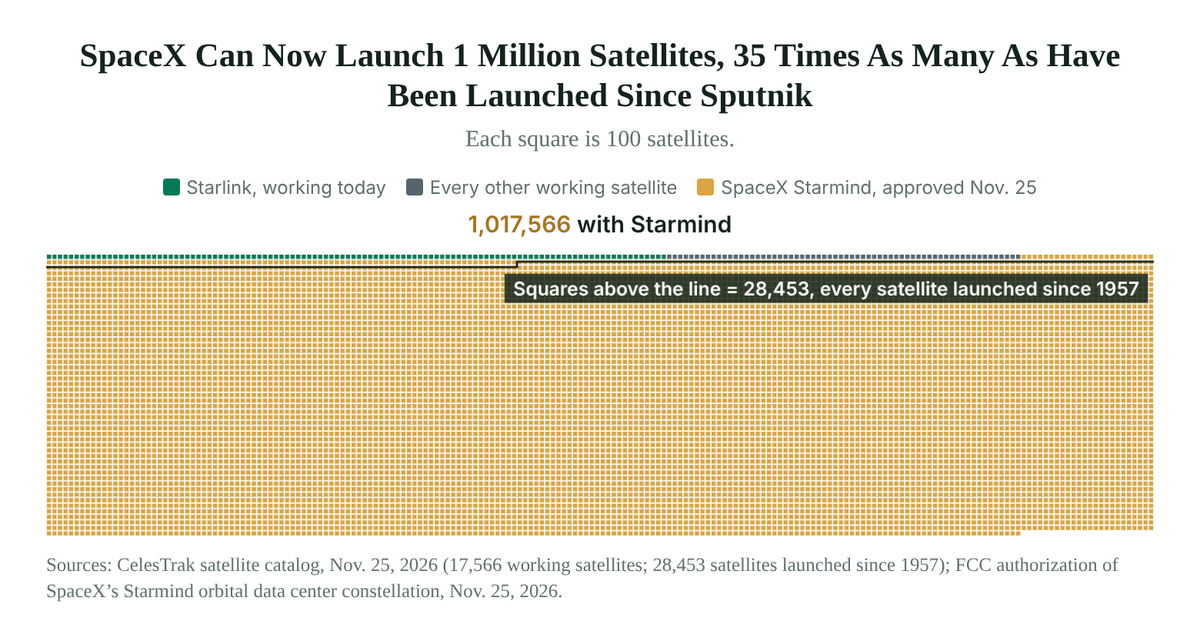 SpaceX Can Now Launch 1 Million Satellites, 35 Times As Many As Have
Been Launched Since Sputnik
Each square is 100 satellites.
Starlink, working today Every other working satellite SpaceX Starmind, approved Nov. 25
1,017,566 with Starmind
Squares above the line = 28,453, every satellite launched since 1957
Sources: CelesTrak satellite catalog, Nov. 25, 2026 (17,566 working satellites; 28,453 satellites launched since 1957); FCC authorization of
SpaceX’s Starmind orbital data center constellation, Nov. 25, 2026.